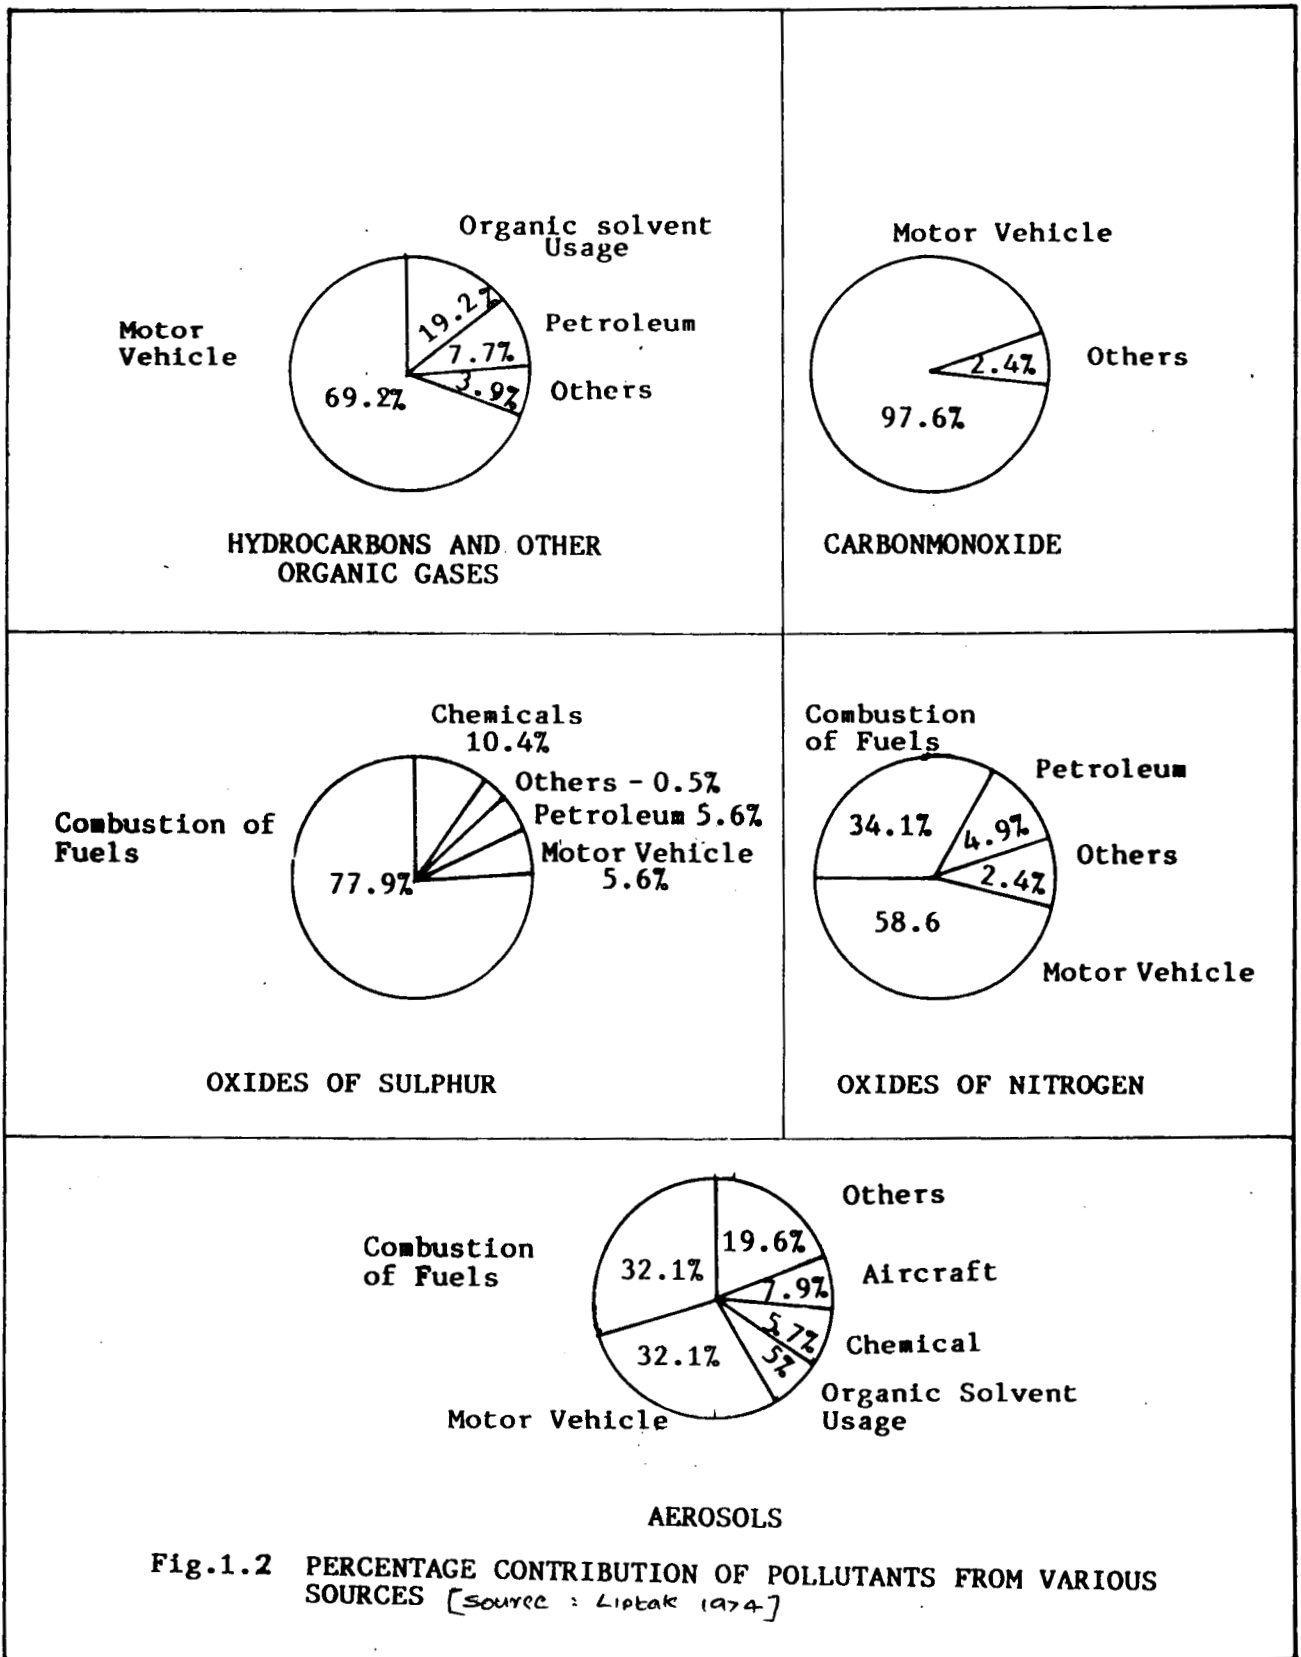 Organic solvent
Usage
Motor
Vehicle
19.2%
Petroleum
7.7%
3.9%
Others
69.2%
HYDROCARBONS AND OTHER
ORGANIC GASES
Motor Vehicle
2.4%
Others
97.6%
CARBONMONOXIDE
Chemicals
10.4%
Others - 0.5%
Petroleum 5.6%
Combustion of
Fuels
Motor Vehicle
5.6%
77.9%
OXIDES OF SULPHUR
Combustion
of Fuels
Petroleum
34.1%
4.9%
Others
2.4%
58.6
Motor Vehicle
OXIDES OF NITROGEN
Others
19.6%
Combustion
of Fuels
32.1%
Aircraft
7.9%
5.7%
Chemical
5%
32.1%
Organic Solvent
Usage
Motor Vehicle
AEROSOLS
Fig.1.2 PERCENTAGE CONTRIBUTION OF POLLUTANTS FROM VARIOUS
SOURCES [Source : Liptak 1974]